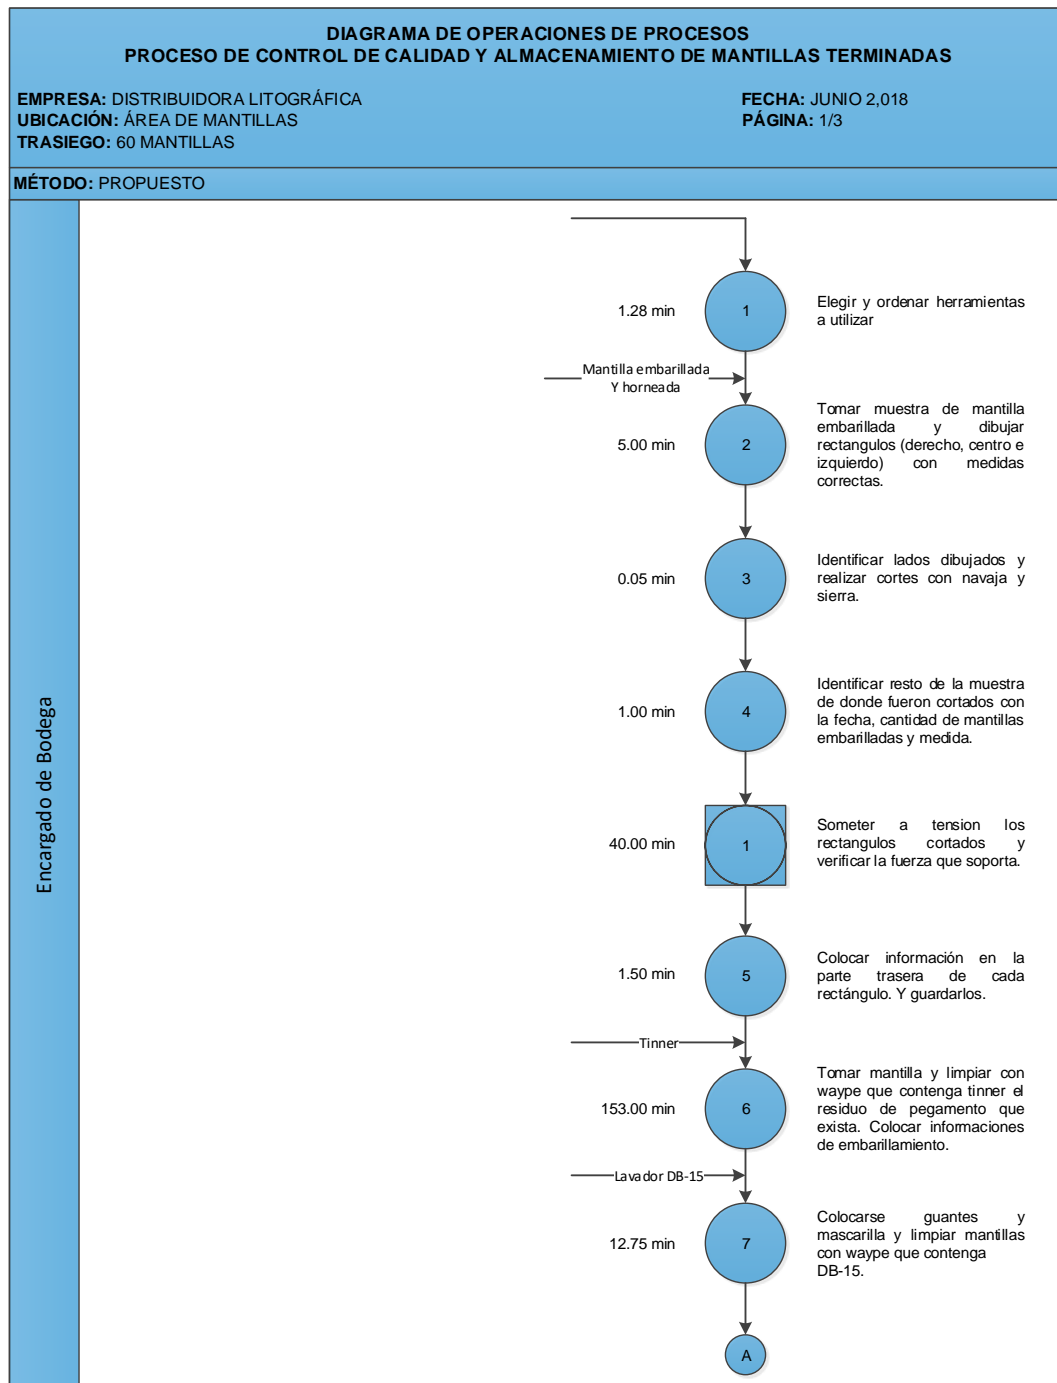 DIAGRAMA DE OPERACIONES DE PROCESOS
PROCESO DE CONTROL DE CALIDAD Y ALMACENAMIENTO DE MANTILLAS TERMINADAS
EMPRESA: DISTRIBUIDORA LITOGRÁFICA
FECHA: JUNIO 2,018
UBICACIÓN: ÁREA DE MANTILLAS
PÁGINA: 1/3
TRASIEGO: 60 MANTILLAS
MÉTODO: PROPUESTO
Encargado de Bodega
1.28 min
1
Elegir y ordenar herramientas
a utilizar
Mantilla embarillada
Y horneada
5.00 min
2
Tomar muestra de mantilla
embarillada y dibujar
rectangulos (derecho, centro e
izquierdo) con medidas
correctas.
0.05 min
3
Identificar lados dibujados y
realizar cortes con navaja y
sierra.
1.00 min
4
Identificar resto de la muestra
de donde fueron cortados con
la fecha, cantidad de mantillas
embarilladas y medida.
40.00 min
1
Someter a tension los
rectangulos cortados y
verificar la fuerza que soporta.
1.50 min
5
Colocar información en la
parte trasera de cada
rectángulo. Y guardarlos.
Tinner
153.00 min
6
Tomar mantilla y limpiar con
waype que contenga tinner el
residuo de pegamento que
exista. Colocar informaciones
de embarillamiento.
Lavador DB-15
12.75 min
7
Colocarse guantes y
mascarilla y limpiar mantillas
con waype que contenga
DB-15.
A